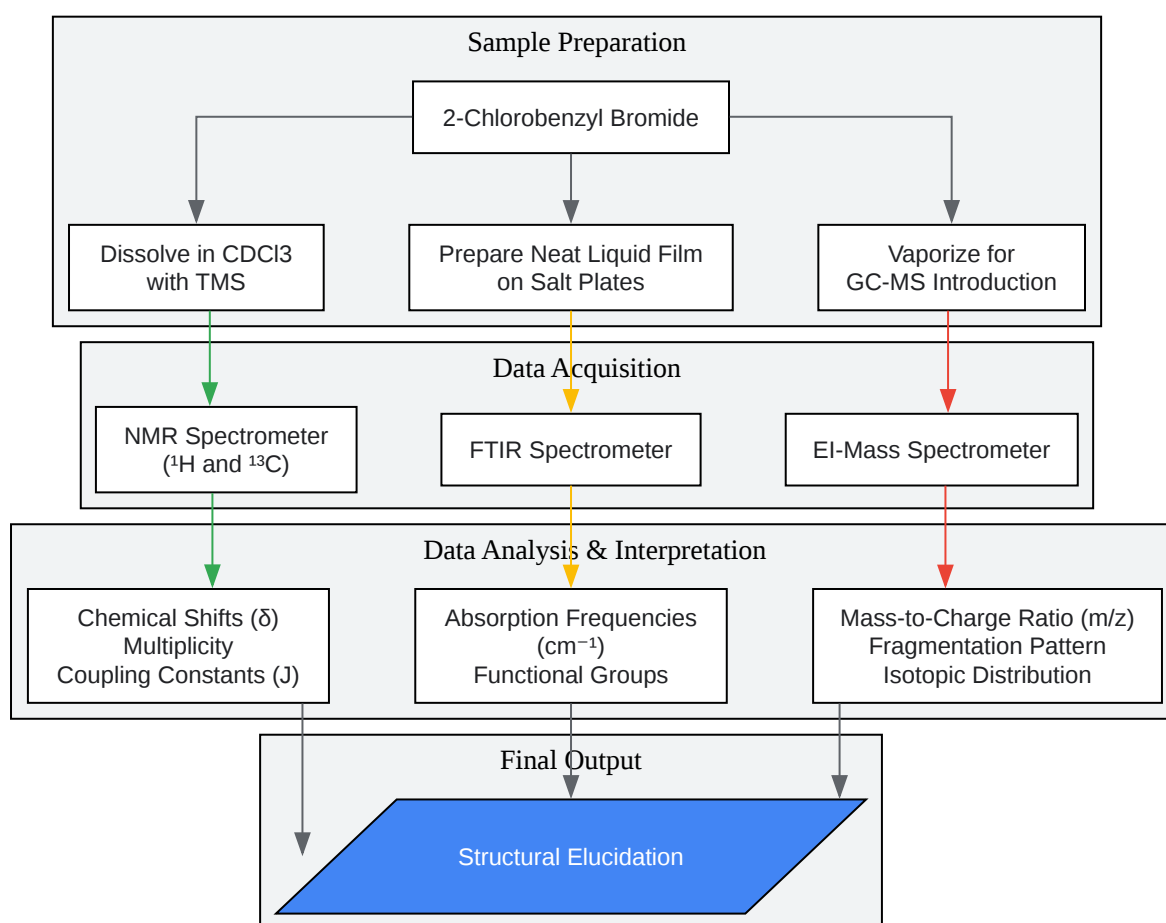 Sample Preparation
2-Chlorobenzyl Bromide
Dissolve in CDCl3
with TMS
Prepare Neat Liquid Film
on Salt Plates
Vaporize for
GC-MS Introduction
Data Acquisition
NMR Spectrometer
(¹H and ¹³C)
FTIR Spectrometer
EI-Mass Spectrometer
Data Analysis & Interpretation
Chemical Shifts (δ)
Multiplicity
Coupling Constants (J)
Absorption Frequencies
(cm⁻¹)
Functional Groups
Mass-to-Charge Ratio (m/z)
Fragmentation Pattern
Isotopic Distribution
Final Output
Structural Elucidation